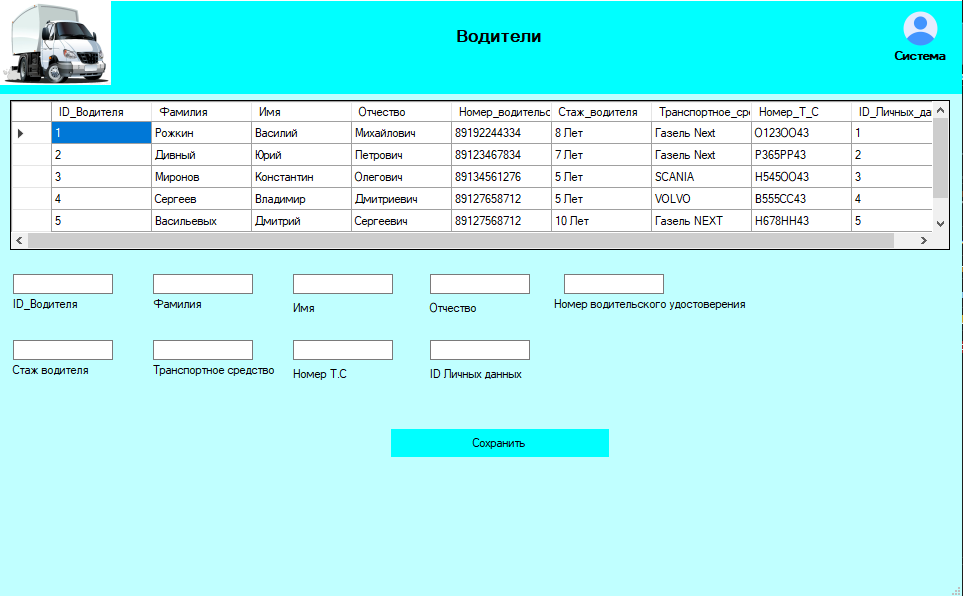 Водители
Система
ID_Водителя Фамилия Имя Отчество Номер_водительс Стаж_водителя Транспортное_сре Номер_Т_С ID_Личных_да
1 Рожкин Василий Михайлович 89192244334 8 Лет Газель Next О123ОО43 1
2 Дивный Юрий Петрович 89123467834 7 Лет Газель Next Р365РР43 2
3 Миронов Константин Олегович 89134561276 5 Лет SCANIA Н545ОО43 3
4 Сергеев Владимир Дмитриевич 89127658712 5 Лет VOLVO В555СС43 4
5 Васильевых Дмитрий Сергеевич 89127568712 10 Лет Газель NEXT Н678НН43 5
ID_Водителя Фамилия Имя Отчество Номер водительского удостоверения
Стаж водителя Транспортное средство Номер Т.С ID Личных данных
Сохранить